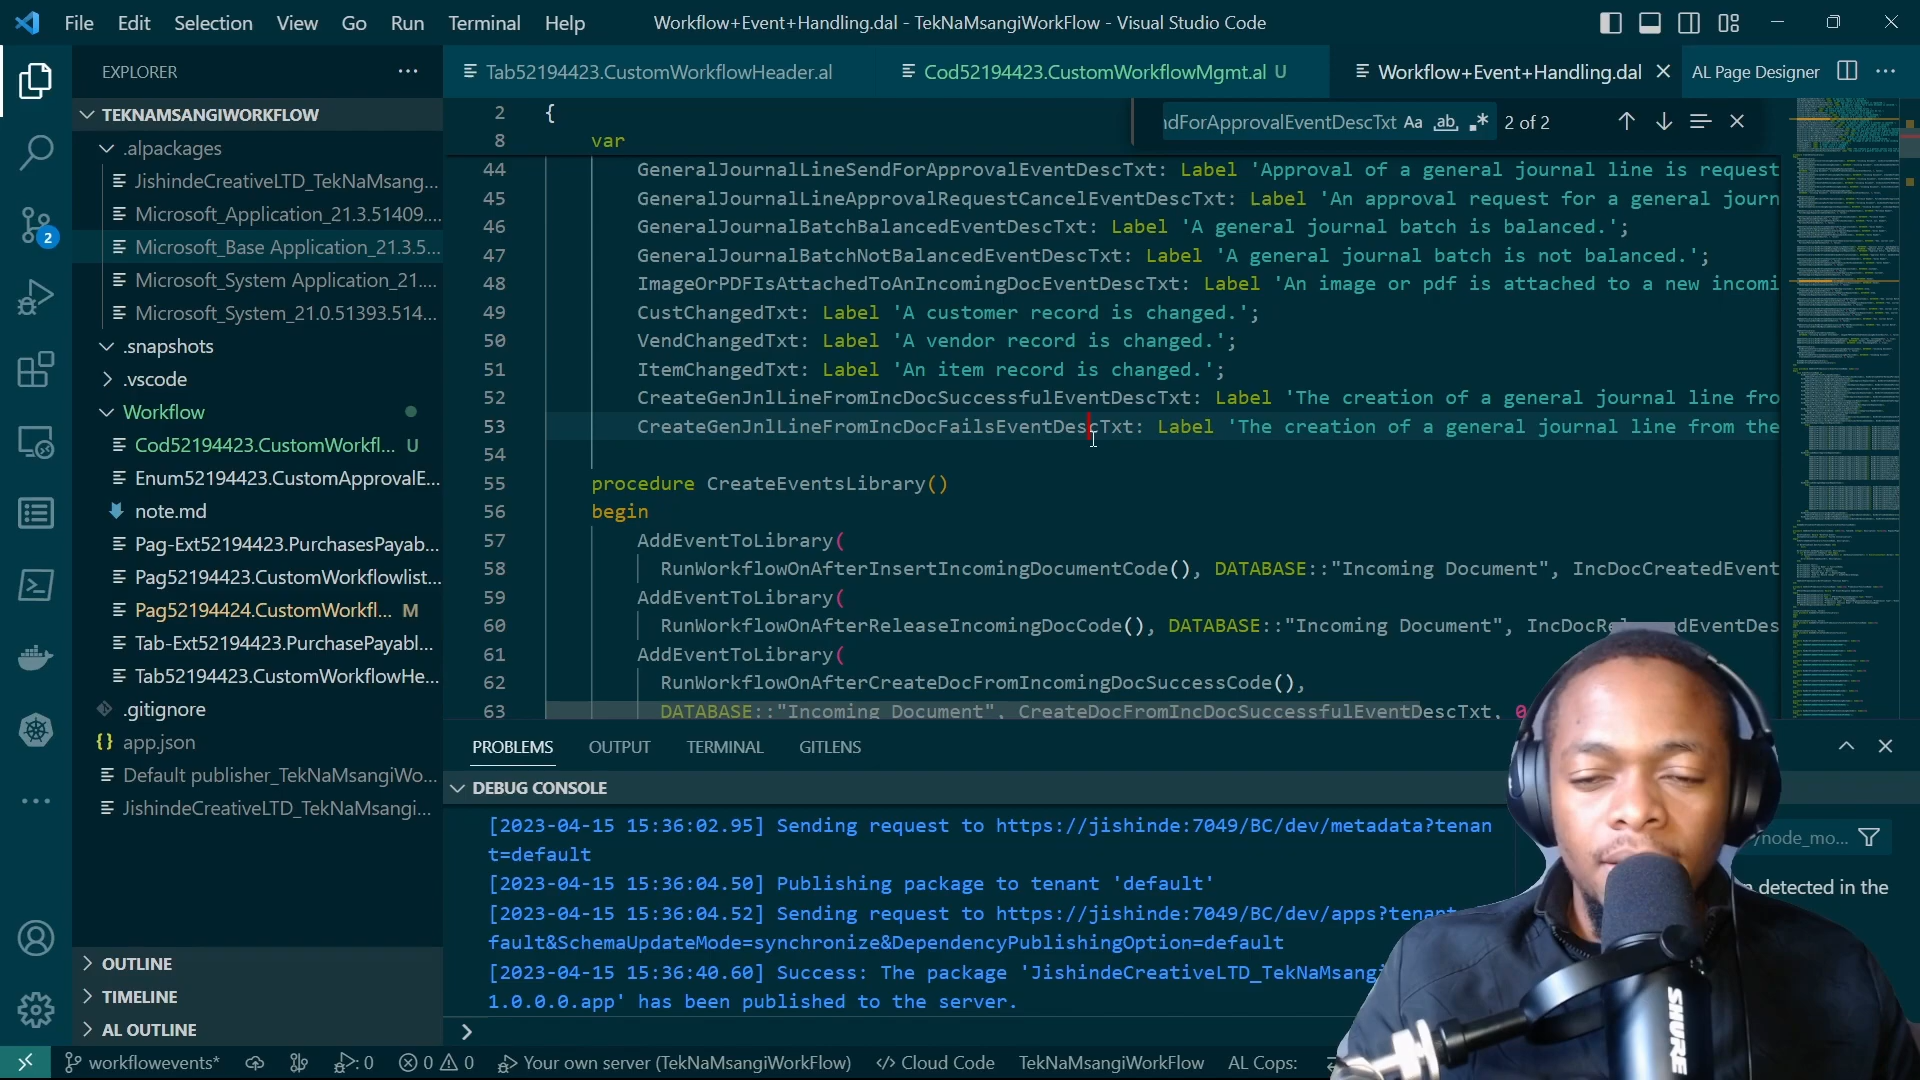 File Edit Selection View Go Run Terminal Help
Workflow+Event+Handling.dal - TekNaMsangiWorkFlow - Visual Studio Code
EXPLORER
Tab52194423.CustomWorkflowHeader.al
Cod52194423.CustomWorkflowMgmt.al U
Workflow+Event+Handling.dal
AL Page Designer
TEKNAMSANGIWORKFLOW
.alpackages
JishindeCreativeLTD_TekNaMsang...
Microsoft_Application_21.3.51409....
Microsoft_Base Application_21.3.5...
Microsoft_System Application_21....
Microsoft_System_21.0.51393.514...
.snapshots
.vscode
Workflow
Cod52194423.CustomWorkfl... U
Enum52194423.CustomApprovalE...
note.md
Pag-Ext52194423.PurchasesPayab...
Pag52194423.CustomWorkflowlist...
Pag52194424.CustomWorkfl... M
Tab-Ext52194423.PurchasePayabl...
Tab52194423.CustomWorkflowHe...
.gitignore
{} app.json
Default publisher_TekNaMsangiWo...
JishindeCreativeLTD_TekNaMsangi...
OUTLINE
TIMELINE
AL OUTLINE
2
ndForApprovalEventDescTxt Aa ab 2 of 2
2 {
8 var
44 GeneralJournalLineSendForApprovalEventDescTxt: Label 'Approval of a general journal line is request
45 GeneralJournalLineApprovalRequestCancelEventDescTxt: Label 'An approval request for a general journ
46 GeneralJournalBatchBalancedEventDescTxt: Label 'A general journal batch is balanced.';
47 GeneralJournalBatchNotBalancedEventDescTxt: Label 'A general journal batch is not balanced.';
48 ImageOrPDFIsAttachedToAnIncomingDocEventDescTxt: Label 'An image or pdf is attached to a new incomi
49 CustChangedTxt: Label 'A customer record is changed.';
50 VendChangedTxt: Label 'A vendor record is changed.';
51 ItemChangedTxt: Label 'An item record is changed.';
52 CreateGenJnlLineFromIncDocSuccessfulEventDescTxt: Label 'The creation of a general journal line fro
53 CreateGenJnlLineFromIncDocFailsEventDescTxt: Label 'The creation of a general journal line from the
54
55 procedure CreateEventsLibrary()
56 begin
57 AddEventToLibrary(
58 RunWorkflowOnAfterInsertIncomingDocumentCode(), DATABASE::"Incoming Document", IncDocCreatedEvent
59 AddEventToLibrary(
60 RunWorkflowOnAfterReleaseIncomingDocCode(), DATABASE::"Incoming Document", IncDocRe edEventDes
61 AddEventToLibrary(
62 RunWorkflowOnAfterCreateDocFromIncomingDocSuccessCode(),
63 DATABASE::"Incoming Document", CreateDocFromIncDocSuccessfulEventDescTxt, 0
PROBLEMS OUTPUT TERMINAL GITLENS
DEBUG CONSOLE
[2023-04-15 15:36:02.95] Sending request to https://jishinde:7049/BC/dev/metadata?tenan
t=default
[2023-04-15 15:36:04.50] Publishing package to tenant 'default'
[2023-04-15 15:36:04.52] Sending request to https://jishinde:7049/BC/dev/apps?tenant
fault&SchemaUpdateMode=synchronize&DependencyPublishingOption=default
[2023-04-15 15:36:40.60] Success: The package 'JishindeCreativeLTD_TekNaMsangi
1.0.0.0.app' has been published to the server.
/node_mo...
detected in the
SHURE
workflowevents* 0 0 0 Your own server (TekNaMsangiWorkFlow) Cloud Code TekNaMsangiWorkFlow AL Cops: